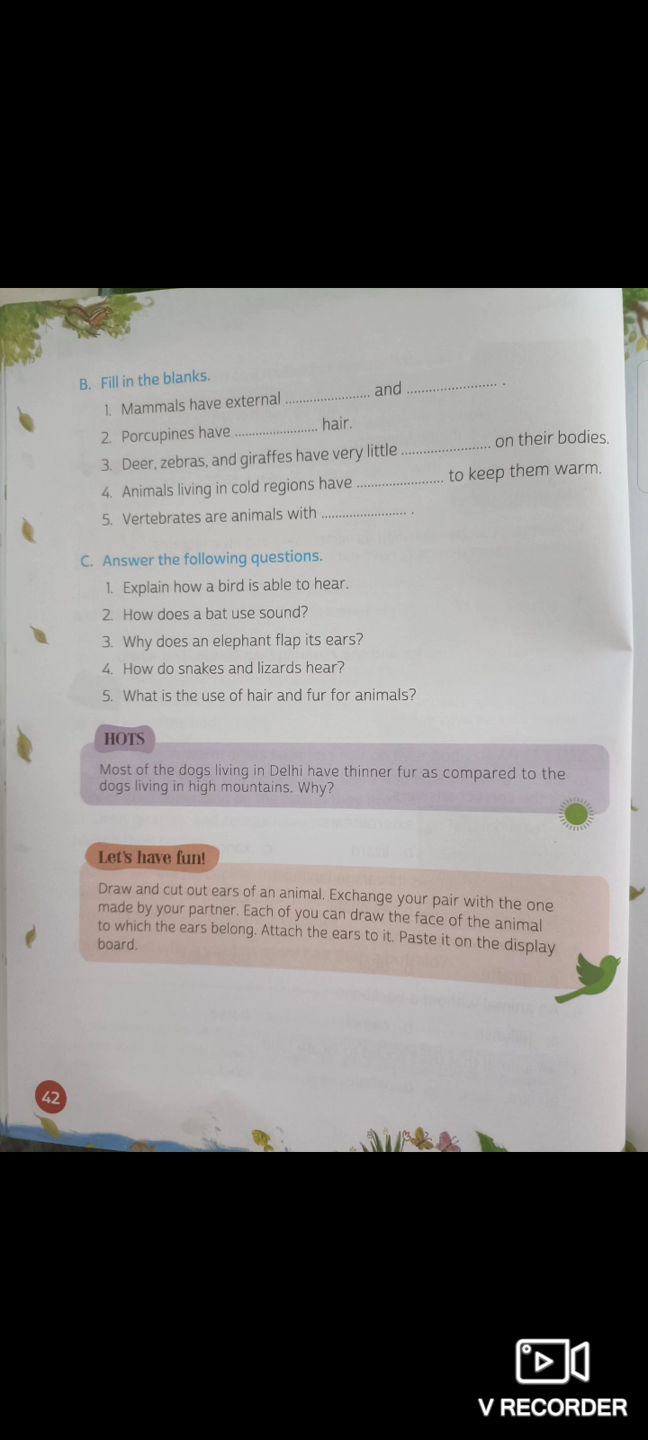 B. Fill in the blanks.
1. Mammals have external ........................ and ......................... .
2. Porcupines have ........................ hair.
3. Deer, zebras, and giraffes have very little ......................... on their bodies.
4. Animals living in cold regions have ........................ to keep them warm.
5. Vertebrates are animals with ........................ .
C. Answer the following questions.
1. Explain how a bird is able to hear.
2. How does a bat use sound?
3. Why does an elephant flap its ears?
4. How do snakes and lizards hear?
5. What is the use of hair and fur for animals?
HOTS
Most of the dogs living in Delhi have thinner fur as compared to the
dogs living in high mountains. Why?
Let's have fun!
Draw and cut out ears of an animal. Exchange your pair with the one
made by your partner. Each of you can draw the face of the animal
to which the ears belong. Attach the ears to it. Paste it on the display
board.
42
V RECORDER